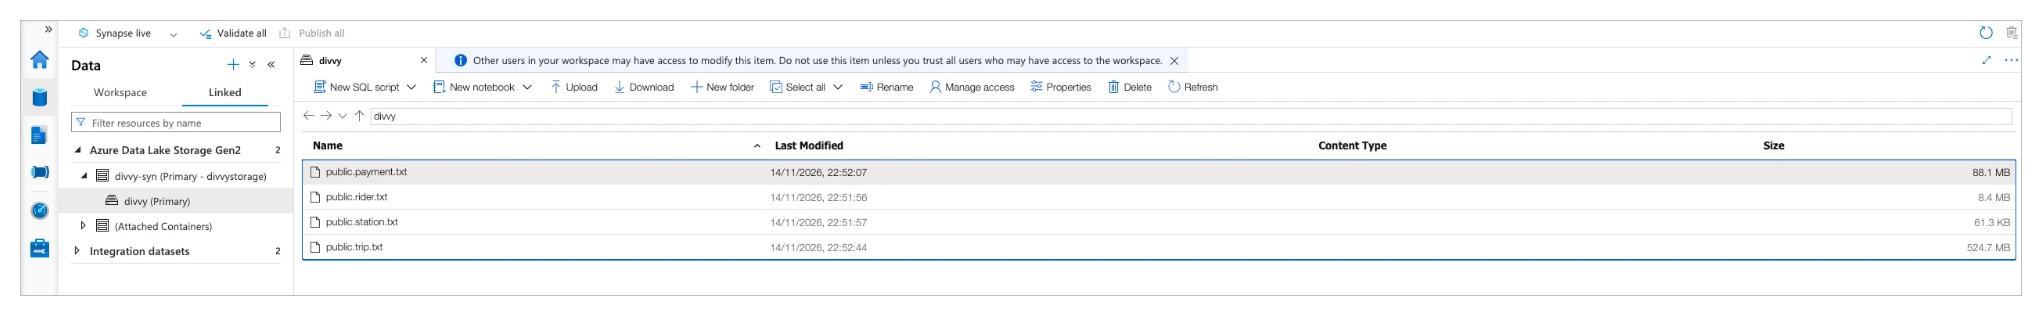 » Synapse live Validate all Publish all
Data + « divvy × Other users in your workspace may have access to modify this item. Do not use this item unless you trust all users who may have access to the workspace. × ...
Workspace Linked
New SQL script New notebook Upload Download New folder Select all Rename Manage access Properties Delete Refresh
Filter resources by name
divvy
Azure Data Lake Storage Gen2 2
Name Last Modified Content Type Size
divvy-syn (Primary - divvystorage)
public.payment.txt 14/11/2026, 22:52:07 88.1 MB
divvy (Primary)
public.rider.txt 14/11/2026, 22:51:56 8.4 MB
(Attached Containers)
public.station.txt 14/11/2026, 22:51:57 61.3 KB
Integration datasets 2
public.trip.txt 14/11/2026, 22:52:44 524.7 MB